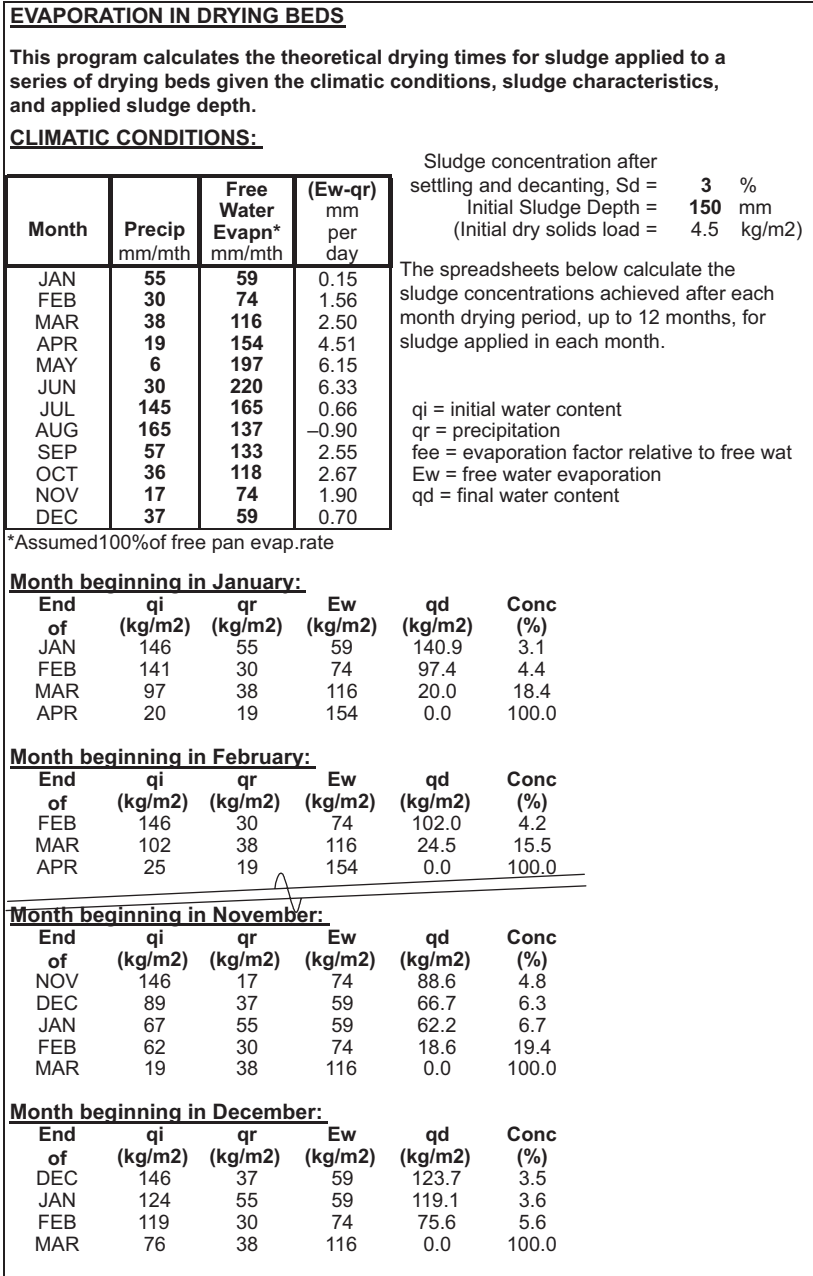 EVAPORATION IN DRYING BEDS
This program calculates the theoretical drying times for sludge applied to a
series of drying beds given the climatic conditions, sludge characteristics,
and applied sludge depth.
CLIMATIC CONDITIONS:
Sludge concentration after
settling and decanting, Sd = 3 %
Initial Sludge Depth = 150 mm
(Initial dry solids load = 4.5 kg/m2)
The spreadsheets below calculate the
sludge concentrations achieved after each
month drying period, up to 12 months, for
sludge applied in each month.
qi = initial water content
qr = precipitation
fee = evaporation factor relative to free wat
Ew = free water evaporation
qd = final water content
Free (Ew-qr)
Water mm
Month Precip Evapn* per
mm/mth mm/mth day
JAN 55 59 0.15
FEB 30 74 1.56
MAR 38 116 2.50
APR 19 154 4.51
MAY 6 197 6.15
JUN 30 220 6.33
JUL 145 165 0.66
AUG 165 137 –0.90
SEP 57 133 2.55
OCT 36 118 2.67
NOV 17 74 1.90
DEC 37 59 0.70
*Assumed100%of free pan evap.rate
Month beginning in January:
End qi qr Ew qd Conc
of (kg/m2) (kg/m2) (kg/m2) (kg/m2) (%)
JAN 146 55 59 140.9 3.1
FEB 141 30 74 97.4 4.4
MAR 97 38 116 20.0 18.4
APR 20 19 154 0.0 100.0
Month beginning in February:
End qi qr Ew qd Conc
of (kg/m2) (kg/m2) (kg/m2) (kg/m2) (%)
FEB 146 30 74 102.0 4.2
MAR 102 38 116 24.5 15.5
APR 25 19 154 0.0 100.0
Month beginning in November:
End qi qr Ew qd Conc
of (kg/m2) (kg/m2) (kg/m2) (kg/m2) (%)
NOV 146 17 74 88.6 4.8
DEC 89 37 59 66.7 6.3
JAN 67 55 59 62.2 6.7
FEB 62 30 74 18.6 19.4
MAR 19 38 116 0.0 100.0
Month beginning in December:
End qi qr Ew qd Conc
of (kg/m2) (kg/m2) (kg/m2) (kg/m2) (%)
DEC 146 37 59 123.7 3.5
JAN 124 55 59 119.1 3.6
FEB 119 30 74 75.6 5.6
MAR 76 38 116 0.0 100.0